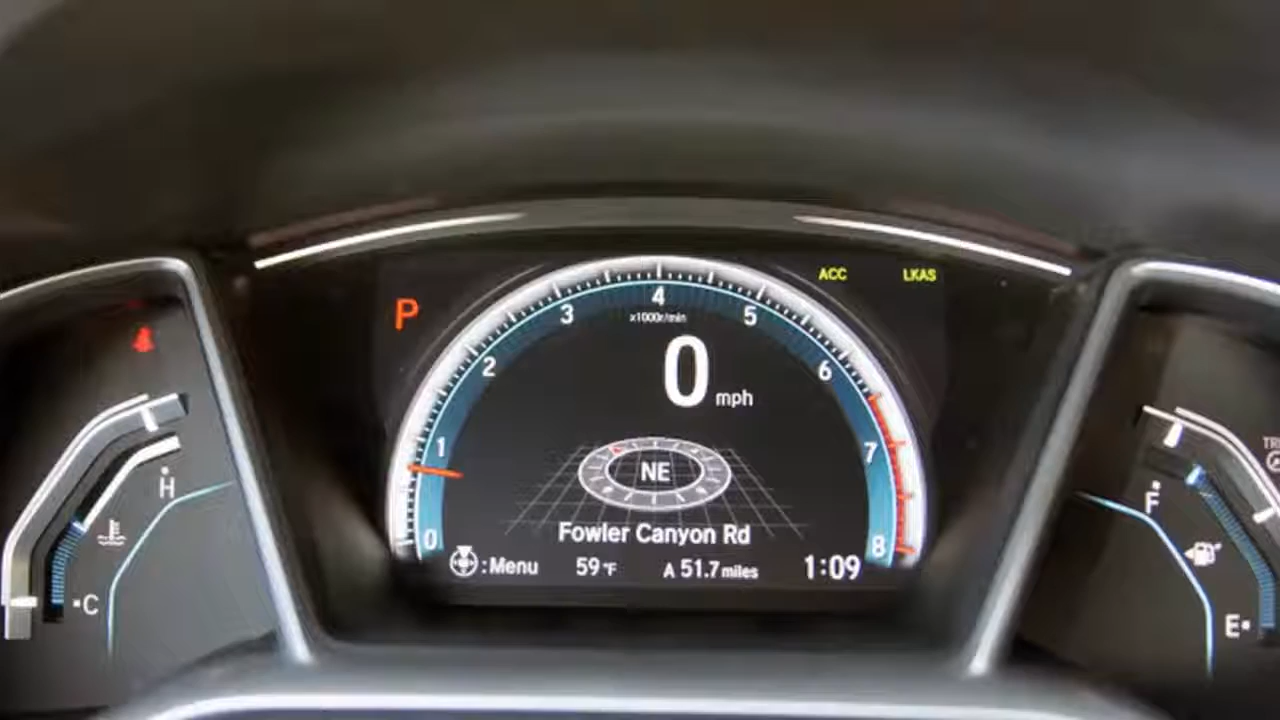 ACC LKAS
P
4
3 5
x1000r/min
2 6
0 mph
1 7
H
NE
F
Fowler Canyon Rd
0 8
:Menu 59°F A 51.7 miles 1:09
C
E